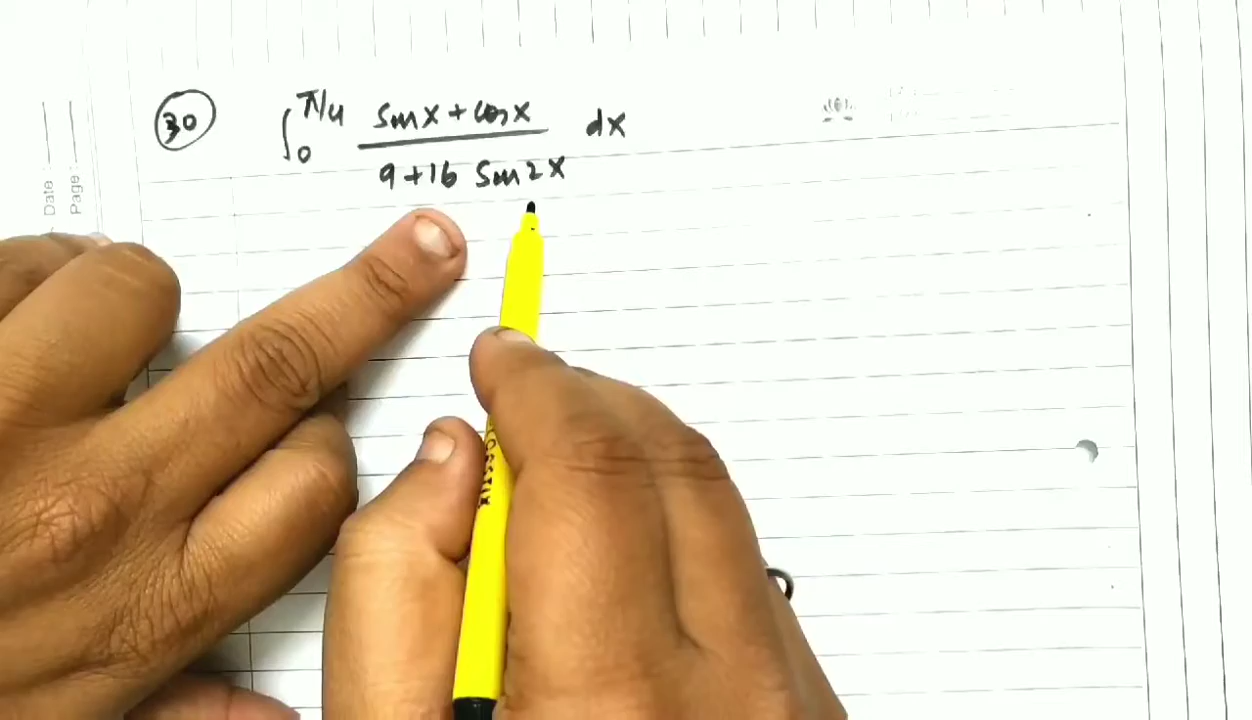 Date :
Page :
30 ∫₀^π/4 (sin x + cos x) / (9 + 16 sin 2x) dx